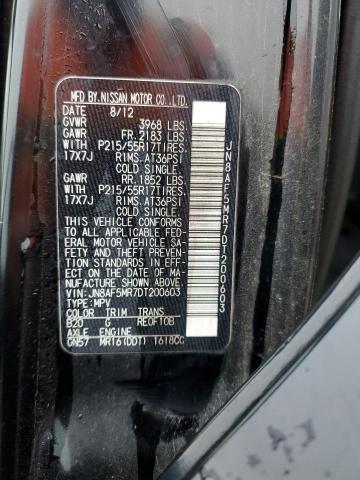 MFD BY.NISSAN MOTOR CO.,LTD.
DATE 8/12
GVWR 3968 LBS.
GAWR FR.2183 LBS.
WITH P215/55R17TIRES.
17X7J RIMS.AT36PSI
COLD SINGLE.
GAWR RR.1852 LBS.
WITH P215/55R17TIRES.
17X7J RIMS.AT36PSI
COLD SINGLE.
THIS VEHICLE CONFORMS
TO ALL APPLICABLE FED-
ERAL MOTOR VEHICLE SA-
FETY AND THEFT PREVEN-
TION STANDARDS IN EFF-
ECT ON THE DATE OF MA-
NUFACTURE SHOWN ABOVE.
VIN:JN8AF5MR7DT200603
TYPE:MPV
COLOR TRIM TRANS
B20 G RE0F10B
AXLE ENGINE
GN57 MR16(DDT) 1618CC
JN8AF5MR7DT200603